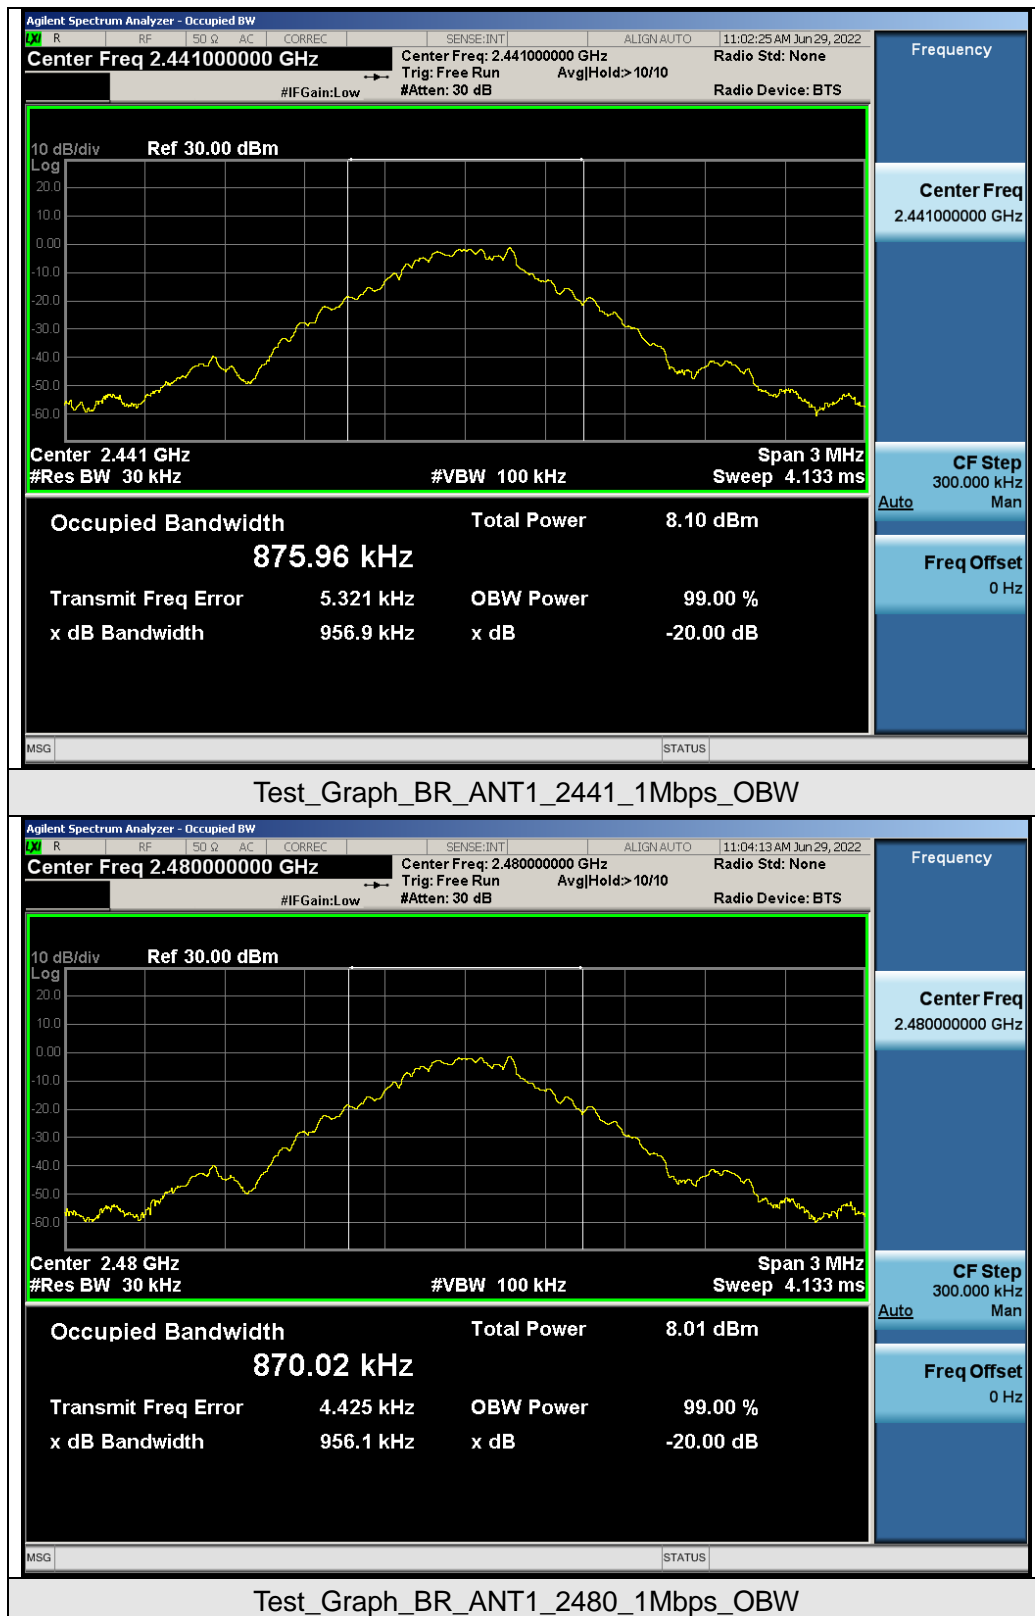 Agilent Spectrum Analyzer - Occupied BW
LXI R RF 50 Ω AC CORREC SENSE:INT ALIGN AUTO 11:02:25 AM Jun 29, 2022
Center Freq 2.441000000 GHz
Center Freq: 2.441000000 GHz
Radio Std: None
Trig: Free Run Avg|Hold:> 10/10
#IFGain:Low
#Atten: 30 dB
Radio Device: BTS
Frequency
10 dB/div Ref 30.00 dBm
Log
20.0
10.0
0.00
-10.0
-20.0
-30.0
-40.0
-50.0
-60.0
Center 2.441 GHz Span 3 MHz
#Res BW 30 kHz #VBW 100 kHz Sweep 4.133 ms
Center Freq
2.441000000 GHz
CF Step
300.000 kHz
Auto Man
Freq Offset
0 Hz
Occupied Bandwidth Total Power 8.10 dBm
875.96 kHz
Transmit Freq Error 5.321 kHz OBW Power 99.00 %
x dB Bandwidth 956.9 kHz x dB -20.00 dB
MSG STATUS
Test_Graph_BR_ANT1_2441_1Mbps_OBW
Agilent Spectrum Analyzer - Occupied BW
LXI R RF 50 Ω AC CORREC SENSE:INT ALIGN AUTO 11:04:13 AM Jun 29, 2022
Center Freq 2.480000000 GHz
Center Freq: 2.480000000 GHz
Radio Std: None
Trig: Free Run Avg|Hold:> 10/10
#IFGain:Low
#Atten: 30 dB
Radio Device: BTS
Frequency
10 dB/div Ref 30.00 dBm
Log
20.0
10.0
0.00
-10.0
-20.0
-30.0
-40.0
-50.0
-60.0
Center 2.48 GHz Span 3 MHz
#Res BW 30 kHz #VBW 100 kHz Sweep 4.133 ms
Center Freq
2.480000000 GHz
CF Step
300.000 kHz
Auto Man
Freq Offset
0 Hz
Occupied Bandwidth Total Power 8.01 dBm
870.02 kHz
Transmit Freq Error 4.425 kHz OBW Power 99.00 %
x dB Bandwidth 956.1 kHz x dB -20.00 dB
MSG STATUS
Test_Graph_BR_ANT1_2480_1Mbps_OBW